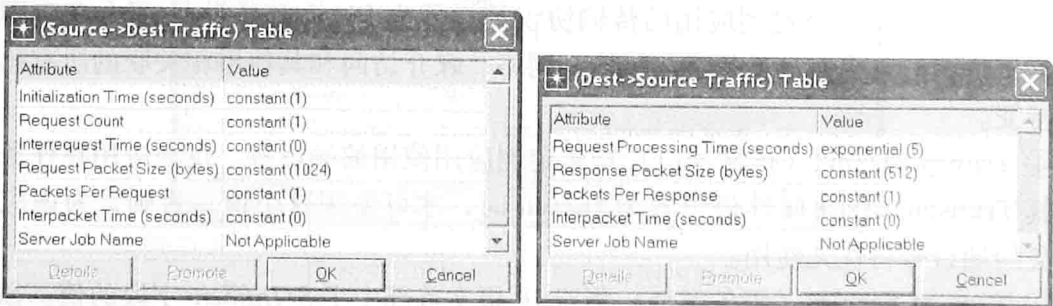 (Source->Dest Traffic) Table
Attribute Value
Initialization Time (seconds) constant (1)
Request Count constant (1)
Interrequest Time (seconds) constant (0)
Request Packet Size (bytes) constant (1024)
Packets Per Request constant (1)
Interpacket Time (seconds) constant (0)
Server Job Name Not Applicable
Details Promote OK Cancel
(Dest->Source Traffic) Table
Attribute Value
Request Processing Time (seconds) exponential (5)
Response Packet Size (bytes) constant (512)
Packets Per Response constant (1)
Interpacket Time (seconds) constant (0)
Server Job Name Not Applicable
Details Promote OK Cancel